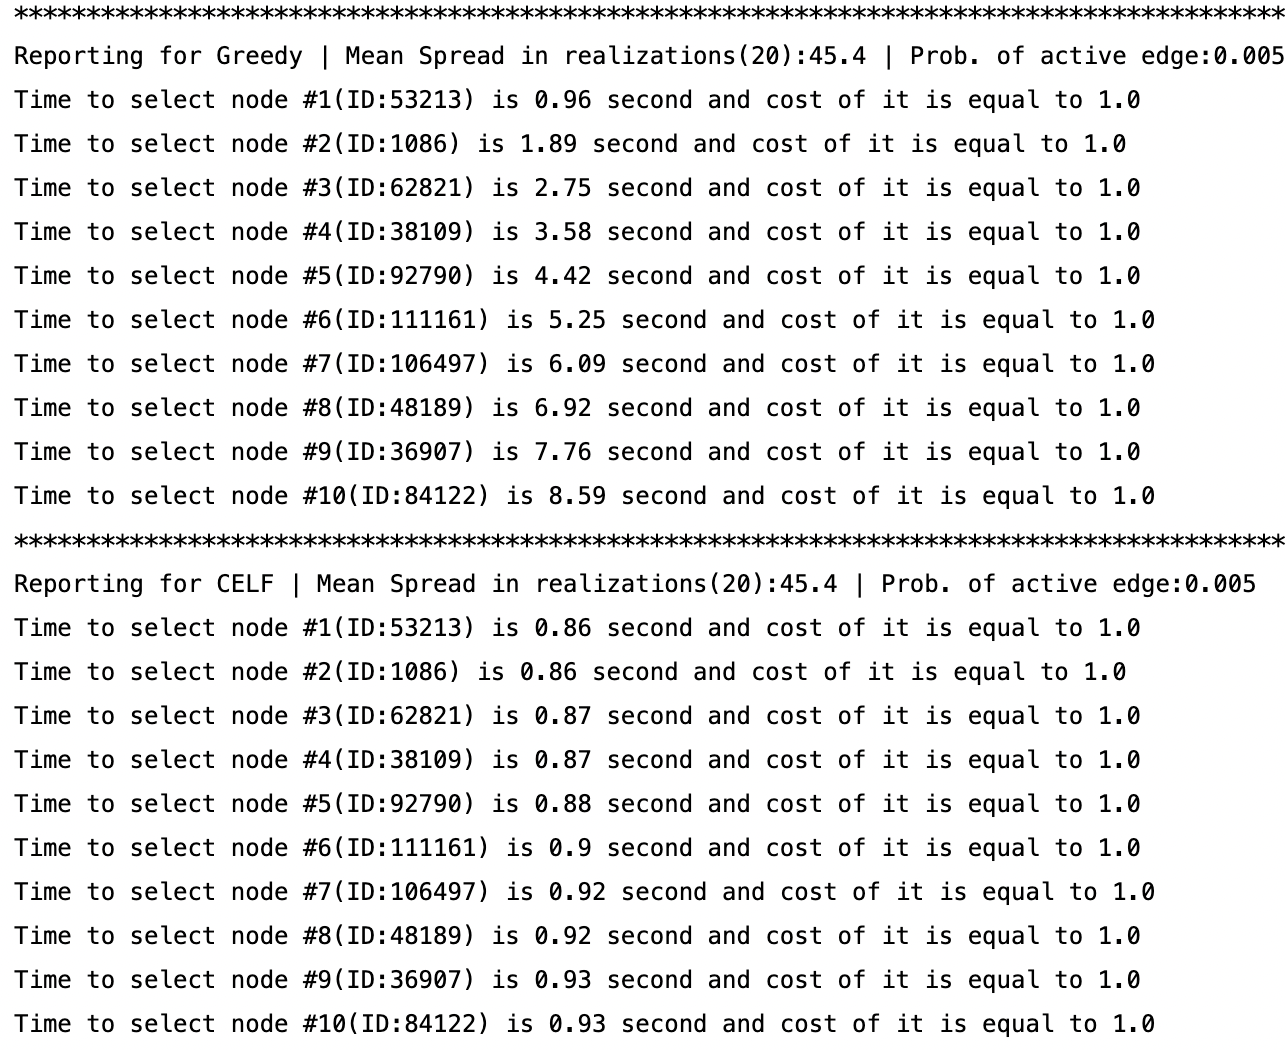 ****************************************************************************************
Reporting for Greedy | Mean Spread in realizations(20):45.4 | Prob. of active edge:0.005
Time to select node #1(ID:53213) is 0.96 second and cost of it is equal to 1.0
Time to select node #2(ID:1086) is 1.89 second and cost of it is equal to 1.0
Time to select node #3(ID:62821) is 2.75 second and cost of it is equal to 1.0
Time to select node #4(ID:38109) is 3.58 second and cost of it is equal to 1.0
Time to select node #5(ID:92790) is 4.42 second and cost of it is equal to 1.0
Time to select node #6(ID:111161) is 5.25 second and cost of it is equal to 1.0
Time to select node #7(ID:106497) is 6.09 second and cost of it is equal to 1.0
Time to select node #8(ID:48189) is 6.92 second and cost of it is equal to 1.0
Time to select node #9(ID:36907) is 7.76 second and cost of it is equal to 1.0
Time to select node #10(ID:84122) is 8.59 second and cost of it is equal to 1.0
****************************************************************************************
Reporting for CELF | Mean Spread in realizations(20):45.4 | Prob. of active edge:0.005
Time to select node #1(ID:53213) is 0.86 second and cost of it is equal to 1.0
Time to select node #2(ID:1086) is 0.86 second and cost of it is equal to 1.0
Time to select node #3(ID:62821) is 0.87 second and cost of it is equal to 1.0
Time to select node #4(ID:38109) is 0.87 second and cost of it is equal to 1.0
Time to select node #5(ID:92790) is 0.88 second and cost of it is equal to 1.0
Time to select node #6(ID:111161) is 0.9 second and cost of it is equal to 1.0
Time to select node #7(ID:106497) is 0.92 second and cost of it is equal to 1.0
Time to select node #8(ID:48189) is 0.92 second and cost of it is equal to 1.0
Time to select node #9(ID:36907) is 0.93 second and cost of it is equal to 1.0
Time to select node #10(ID:84122) is 0.93 second and cost of it is equal to 1.0